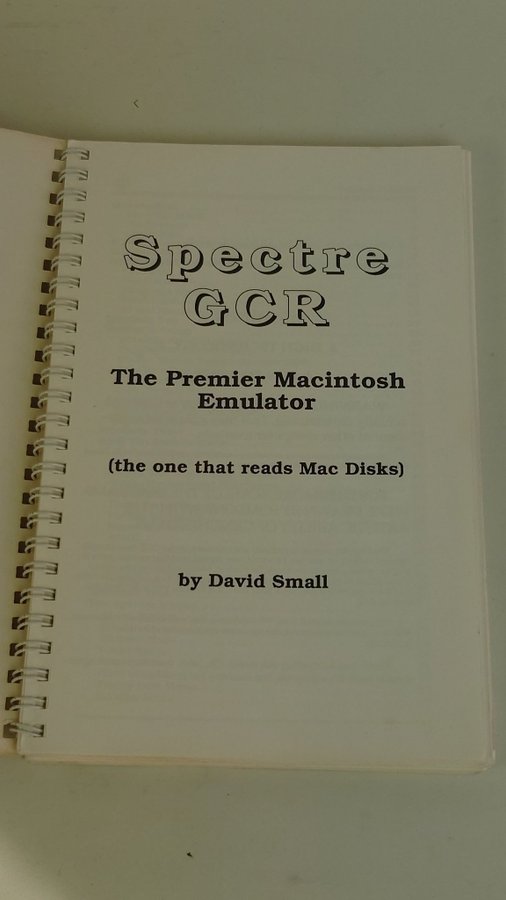 Spectre
GCR
The Premier Macintosh
Emulator
(the one that reads Mac Disks)
by David Small